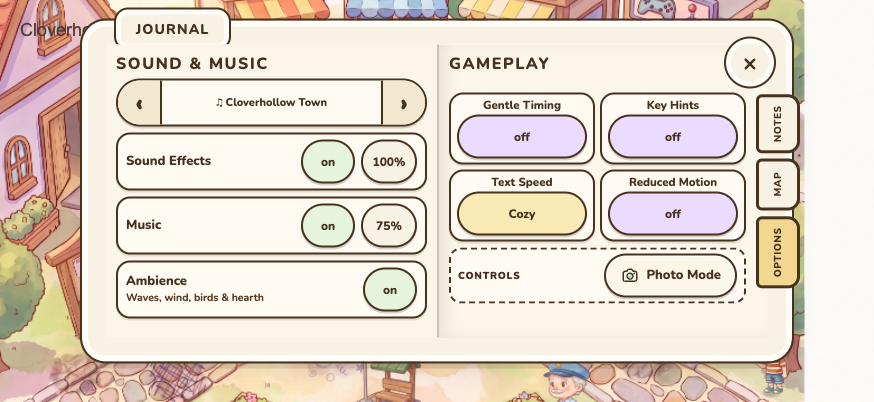 Cloverho
JOURNAL
SOUND & MUSIC
‹ ♫ Cloverhollow Town ›
Sound Effects on 100%
Music on 75%
Ambience on
Waves, wind, birds & hearth
GAMEPLAY
×
Gentle Timing
off
Key Hints
off
Text Speed
Cozy
Reduced Motion
off
CONTROLS Photo Mode
NOTES
MAP
OPTIONS